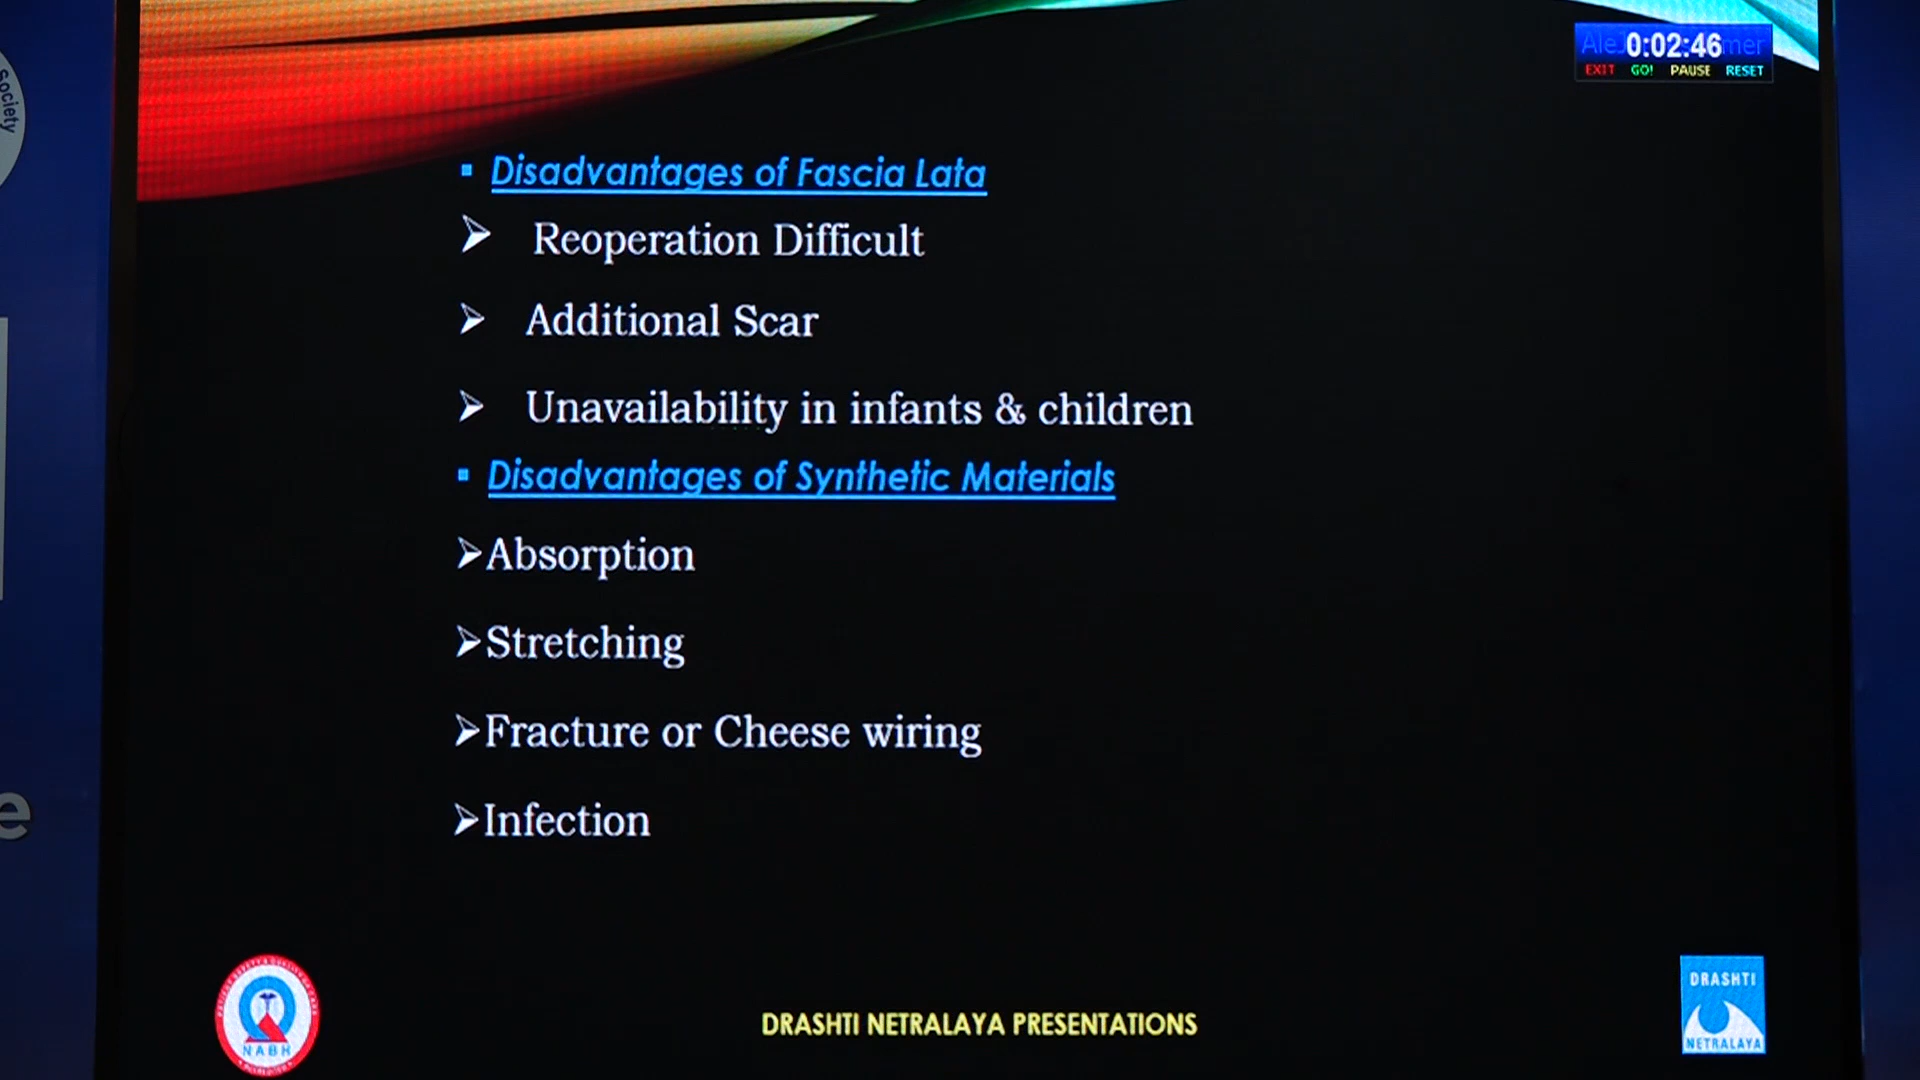 Society
0:02:46
EXIT GO! PAUSE RESET
Disadvantages of Fascia Lata
Reoperation Difficult
Additional Scar
Unavailability in infants & children
Disadvantages of Synthetic Materials
Absorption
Stretching
Fracture or Cheese wiring
Infection
e
NABH
DRASHTI NETRALAYA PRESENTATIONS
DRASHTI
NETRALAYA